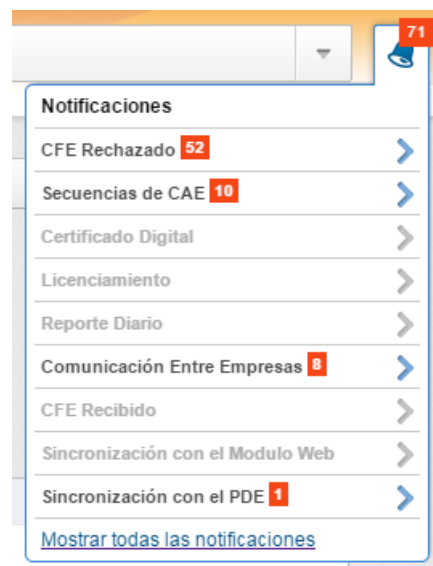 71
Notificaciones
CFE Rechazado 52
Secuencias de CAE 10
Certificado Digital
Licenciamiento
Reporte Diario
Comunicación Entre Empresas 8
CFE Recibido
Sincronización con el Modulo Web
Sincronización con el PDE 1
Mostrar todas las notificaciones